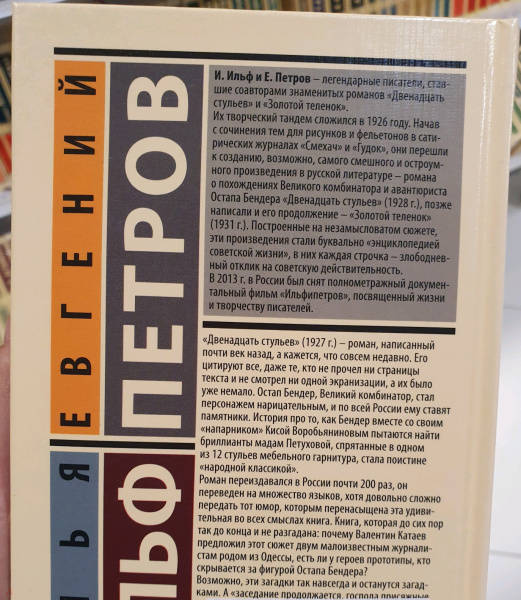 ЕВГЕНИЙ
ПЕТРОВ
ЛЬЯ
ЛЬФ
И. Ильф и Е. Петров – легендарные писатели, став-
шие соавторами знаменитых романов «Двенадцать
стульев» и «Золотой теленок».
Их творческий тандем сложился в 1926 году. Начав
с сочинения тем для рисунков и фельетонов в сати-
рических журналах «Смехач» и «Гудок», они перешли
к созданию, возможно, самого смешного и остроум-
ного произведения в русской литературе – романа
о похождениях Великого комбинатора и авантюриста
Остапа Бендера «Двенадцать стульев» (1928 г.), позже
написали и его продолжение – «Золотой теленок»
(1931 г.). Построенные на незамысловатом сюжете,
эти произведения стали буквально «энциклопедией
советской жизни», в них каждая строчка – злободнев-
ный отклик на советскую действительность.
В 2013 г. в России был снят полнометражный докумен-
тальный фильм «Ильфипетров», посвященный жизни
и творчеству писателей.
«Двенадцать стульев» (1927 г.) – роман, написанный
почти век назад, а кажется, что совсем недавно. Его
цитируют все, даже те, кто не прочел ни страницы
текста и не смотрел ни одной экранизации, а их было
уже немало. Остап Бендер, Великий комбинатор, стал
персонажем нарицательным, и по всей России ему ставят
памятники. История про то, как Бендер вместе со своим
«напарником» Кисой Воробьяниновым пытаются найти
бриллианты мадам Петуховой, спрятанные в одном
из 12 стульев мебельного гарнитура, стала поистине
«народной классикой».
Роман переиздавался в России почти 200 раз, он
переведен на множество языков, хотя довольно сложно
передать тот юмор, которым перенасыщена эта удиви-
тельная во всех смыслах книга. Книга, которая до сих пор
так до конца и не разгадана: почему Валентин Катаев
предложил этот сюжет двум малоизвестным журнали-
стам родом из Одессы, есть ли у героев прототипы, кто
скрывается за фигурой Остапа Бендера?
Возможно, эти загадки так навсегда и останутся загад-
ками. А «заседание продолжается, господа присяжные